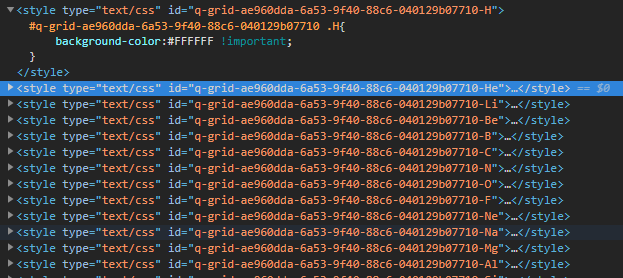 ▼<style type="text/css" id="q-grid-ae960dda-6a53-9f40-88c6-040129b07710-H">
#q-grid-ae960dda-6a53-9f40-88c6-040129b07710 .H{
background-color:#FFFFFF !important;
}
</style>
▶<style type="text/css" id="q-grid-ae960dda-6a53-9f40-88c6-040129b07710-He">…</style> == $0
▶<style type="text/css" id="q-grid-ae960dda-6a53-9f40-88c6-040129b07710-Li">…</style>
▶<style type="text/css" id="q-grid-ae960dda-6a53-9f40-88c6-040129b07710-Be">…</style>
▶<style type="text/css" id="q-grid-ae960dda-6a53-9f40-88c6-040129b07710-B">…</style>
▶<style type="text/css" id="q-grid-ae960dda-6a53-9f40-88c6-040129b07710-C">…</style>
▶<style type="text/css" id="q-grid-ae960dda-6a53-9f40-88c6-040129b07710-N">…</style>
▶<style type="text/css" id="q-grid-ae960dda-6a53-9f40-88c6-040129b07710-O">…</style>
▶<style type="text/css" id="q-grid-ae960dda-6a53-9f40-88c6-040129b07710-F">…</style>
▶<style type="text/css" id="q-grid-ae960dda-6a53-9f40-88c6-040129b07710-Ne">…</style>
▶<style type="text/css" id="q-grid-ae960dda-6a53-9f40-88c6-040129b07710-Na">…</style>
▶<style type="text/css" id="q-grid-ae960dda-6a53-9f40-88c6-040129b07710-Mg">…</style>
▶<style type="text/css" id="q-grid-ae960dda-6a53-9f40-88c6-040129b07710-Al">…</style>